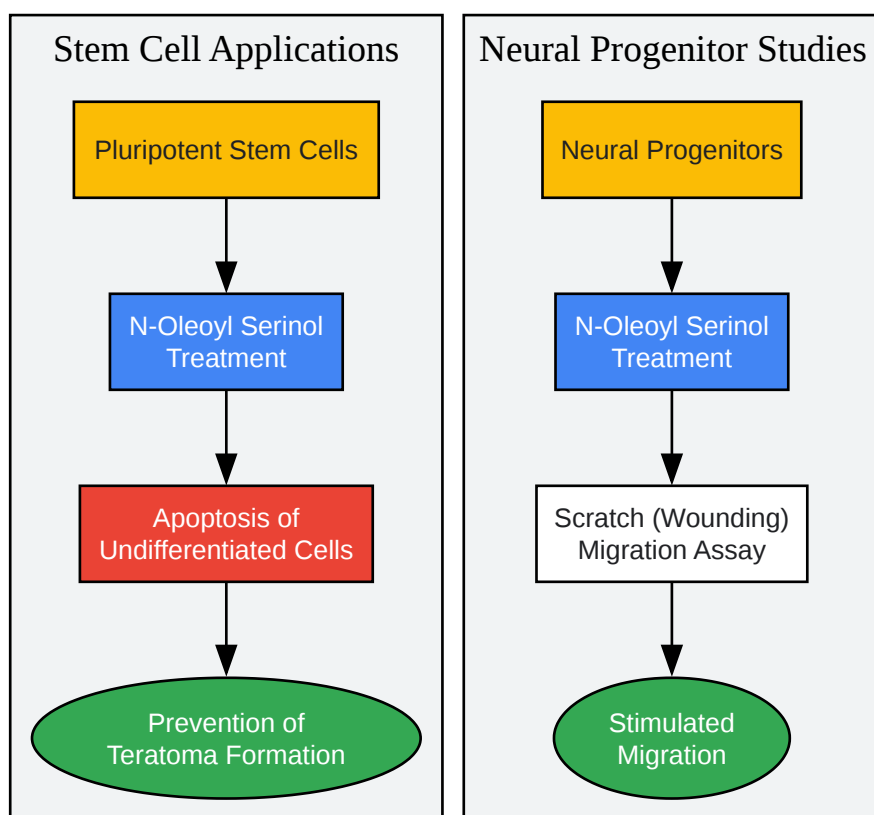 Stem Cell Applications
Pluripotent Stem Cells
N-Oleoyl Serinol
Treatment
Apoptosis of
Undifferentiated Cells
Prevention of
Teratoma Formation
Neural Progenitor Studies
Neural Progenitors
N-Oleoyl Serinol
Treatment
Scratch (Wounding)
Migration Assay
Stimulated
Migration